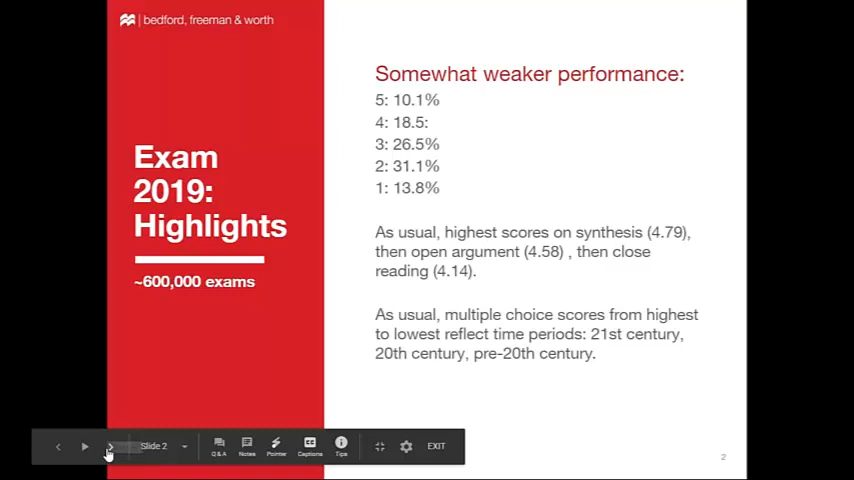 bedford, freeman & worth
Exam
2019:
Highlights
~600,000 exams
Somewhat weaker performance:
5: 10.1%
4: 18.5:
3: 26.5%
2: 31.1%
1: 13.8%
As usual, highest scores on synthesis (4.79),
then open argument (4.58) , then close
reading (4.14).
As usual, multiple choice scores from highest
to lowest reflect time periods: 21st century,
20th century, pre-20th century.
Slide 2
Q & A
Notes
Pointer
CC
Captions
Tips
EXIT
2